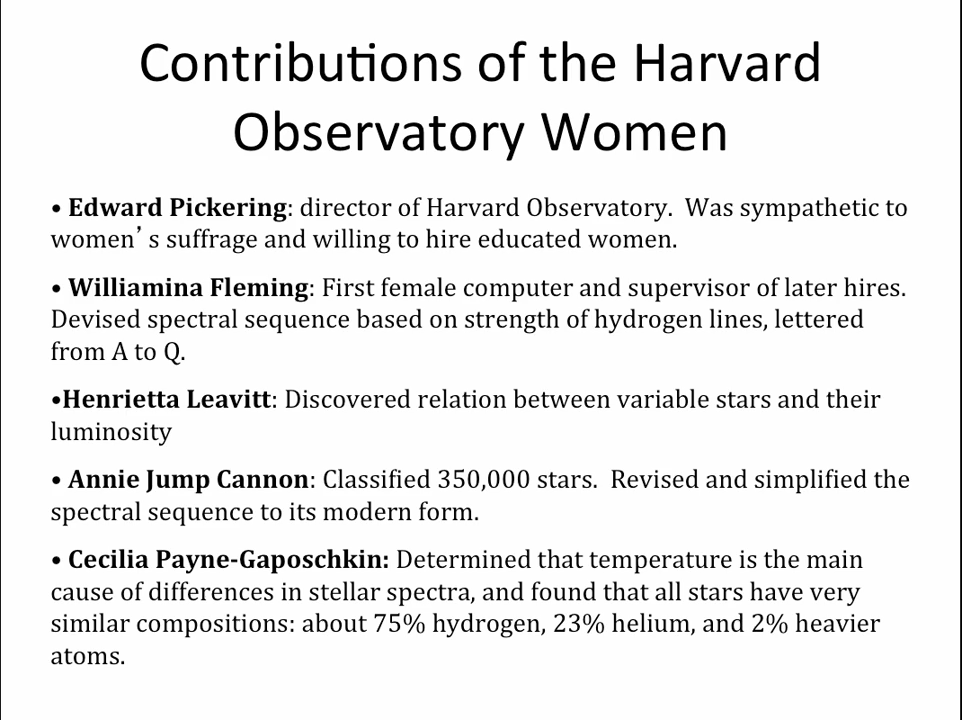 Contributions of the Harvard
Observatory Women
• Edward Pickering: director of Harvard Observatory.  Was sympathetic to
women’s suffrage and willing to hire educated women.
• Williamina Fleming: First female computer and supervisor of later hires.
Devised spectral sequence based on strength of hydrogen lines, lettered
from A to Q.
•Henrietta Leavitt: Discovered relation between variable stars and their
luminosity
• Annie Jump Cannon: Classified 350,000 stars.  Revised and simplified the
spectral sequence to its modern form.
• Cecilia Payne-Gaposchkin: Determined that temperature is the main
cause of differences in stellar spectra, and found that all stars have very
similar compositions: about 75% hydrogen, 23% helium, and 2% heavier
atoms.